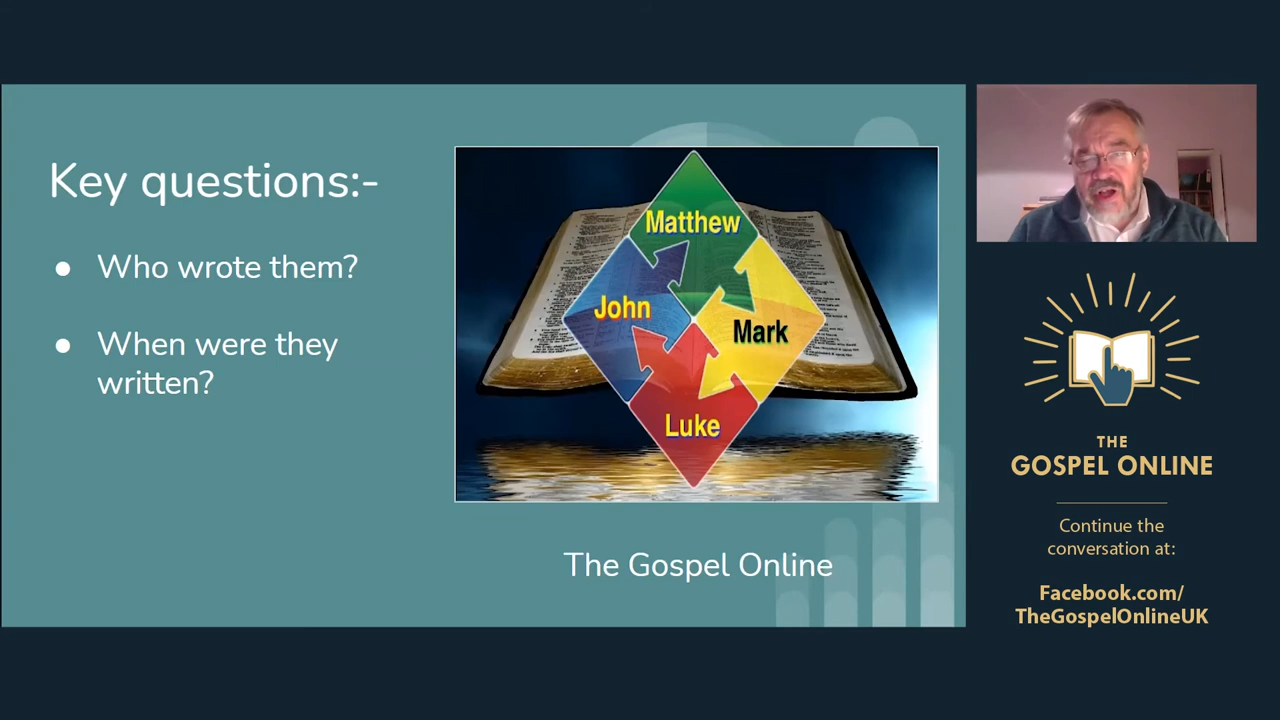 Key questions:-
● Who wrote them?
● When were they
written?
Matthew
John
Mark
Luke
The Gospel Online
THE
GOSPEL ONLINE
Continue the
conversation at:
Facebook.com/
TheGospelOnlineUK